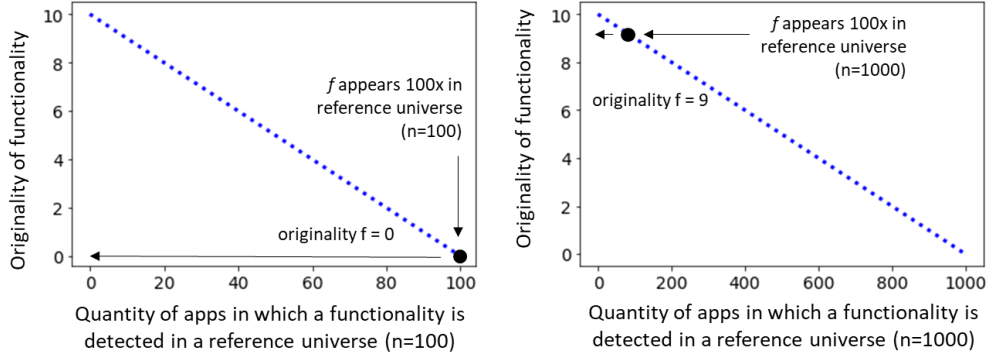 Originality of functionality
10
8
6
4
2
0
f appears 100x in
reference universe
(n=100)
originality f = 0
0
20
40
60
80
100
Quantity of apps in which a functionality is
detected in a reference universe (n=100)
Originality of functionality
10
8
6
4
2
0
f appears 100x in
reference universe
(n=1000)
originality f = 9
0
200
400
600
800
1000
Quantity of apps in which a functionality is
detected in a reference universe (n=1000)